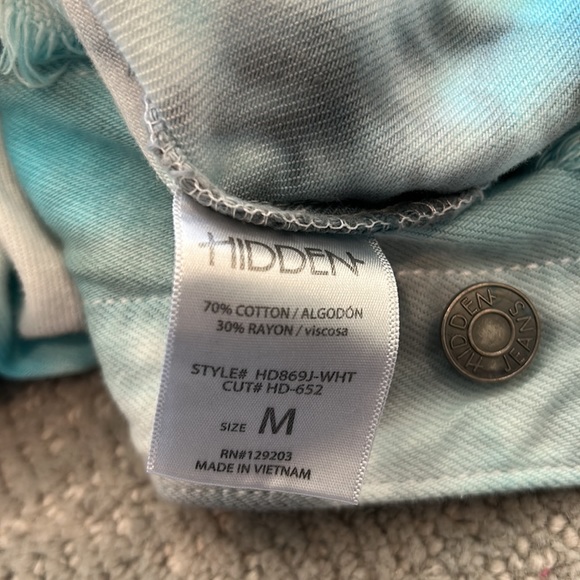 HIDDEN
70% COTTON / ALGODÓN
30% RAYON / viscosa
STYLE# HD869J-WHT
CUT# HD-652
SIZE M
RN#129203
MADE IN VIETNAM
HIDDEN JEANS